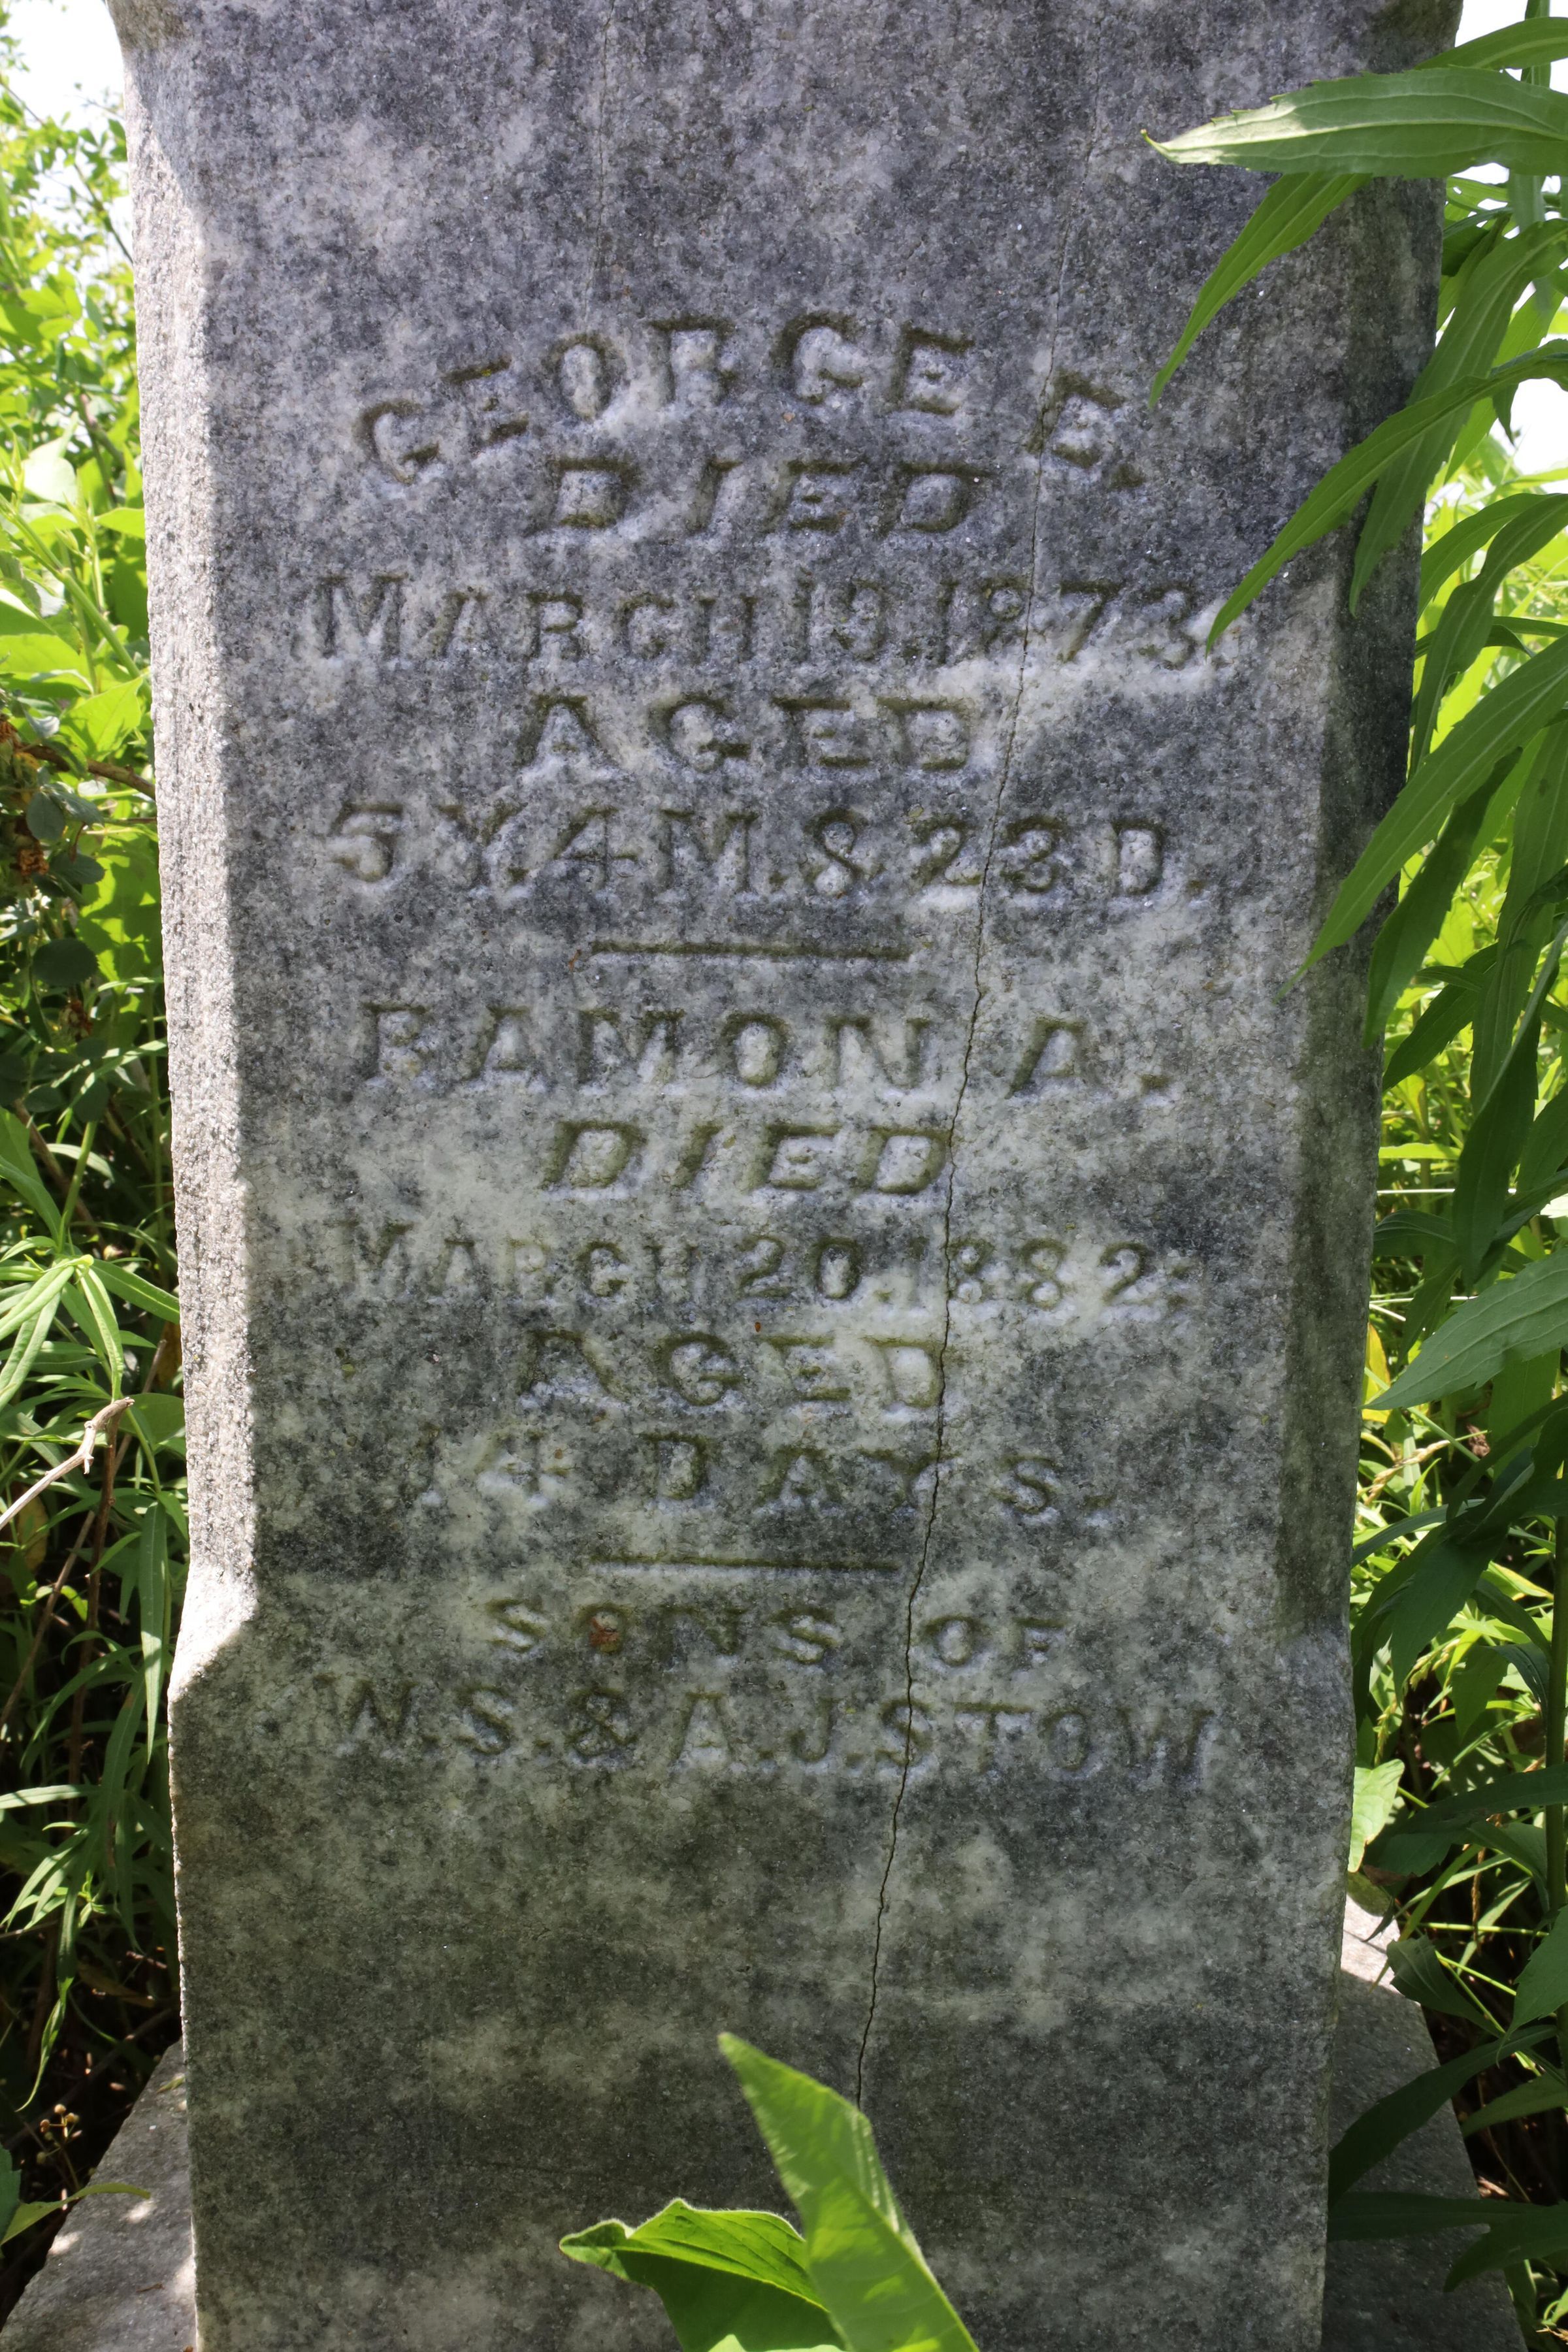 GEORGE E.
DIED
MARCH 19, 1873.
AGED
5 Y. 4 M. & 23 D.
RAMON A.
DIED
MARCH 20, 1882;
AGED
14 DAYS.
SONS OF
W. S. & A. J. STOW